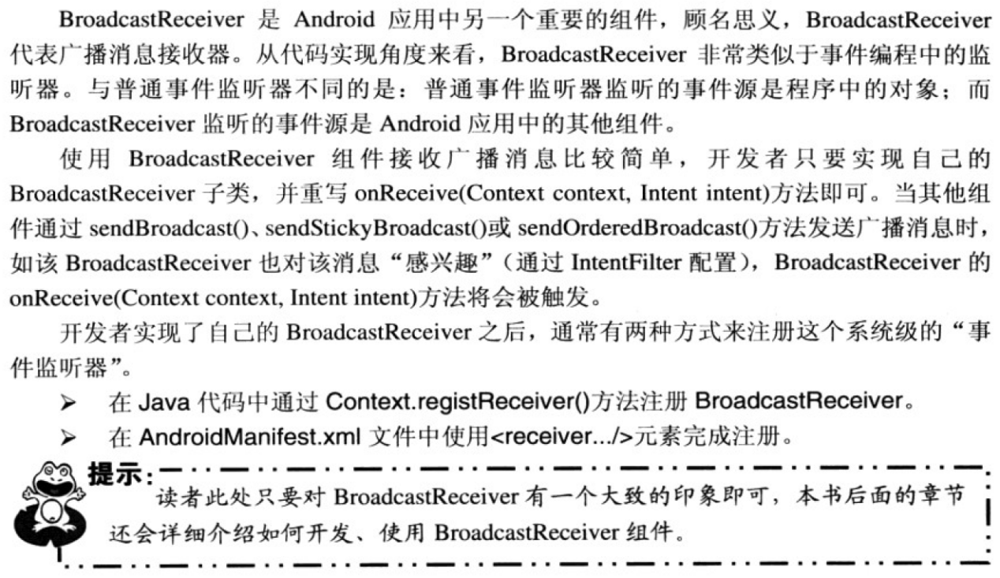 BroadcastReceiver 是 Android 应用中另一个重要的组件，顾名思义，BroadcastReceiver
代表广播消息接收器。从代码实现角度来看，BroadcastReceiver 非常类似于事件编程中的监
听器。与普通事件监听器不同的是：普通事件监听器监听的事件源是程序中的对象；而
BroadcastReceiver 监听的事件源是 Android 应用中的其他组件。
使用 BroadcastReceiver 组件接收广播消息比较简单，开发者只要实现自己的
BroadcastReceiver 子类，并重写 onReceive(Context context, Intent intent)方法即可。当其他组
件通过 sendBroadcast()、sendStickyBroadcast()或 sendOrderedBroadcast()方法发送广播消息时，
如该 BroadcastReceiver 也对该消息“感兴趣”（通过 IntentFilter 配置），BroadcastReceiver 的
onReceive(Context context, Intent intent)方法将会被触发。
开发者实现了自己的 BroadcastReceiver 之后，通常有两种方式来注册这个系统级的“事
件监听器”。
➢ 在 Java 代码中通过 Context.registReceiver()方法注册 BroadcastReceiver。
➢ 在 AndroidManifest.xml 文件中使用<receiver.../>元素完成注册。
提示：
读者此处只要对 BroadcastReceiver 有一个大致的印象即可，本书后面的章节
还会详细介绍如何开发、使用 BroadcastReceiver 组件。